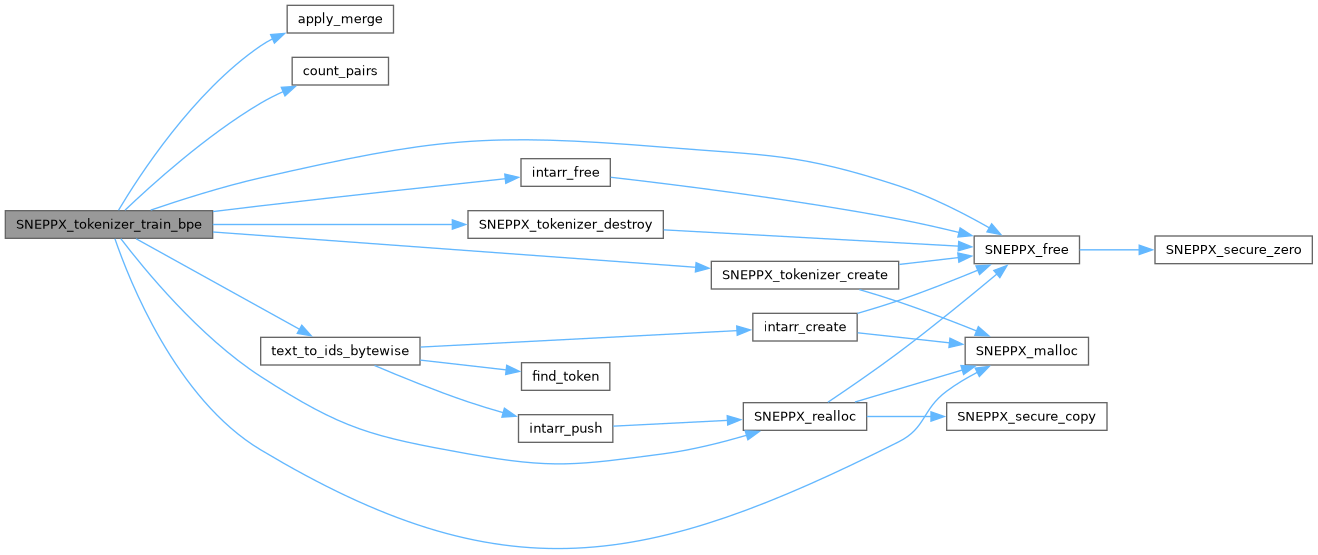 apply_merge
count_pairs
intarr_free
SNEPPX_tokenizer_train_bpe
SNEPPX_tokenizer_destroy
SNEPPX_free
SNEPPX_secure_zero
SNEPPX_tokenizer_create
intarr_create
text_to_ids_bytewise
SNEPPX_malloc
find_token
SNEPPX_realloc
SNEPPX_secure_copy
intarr_push